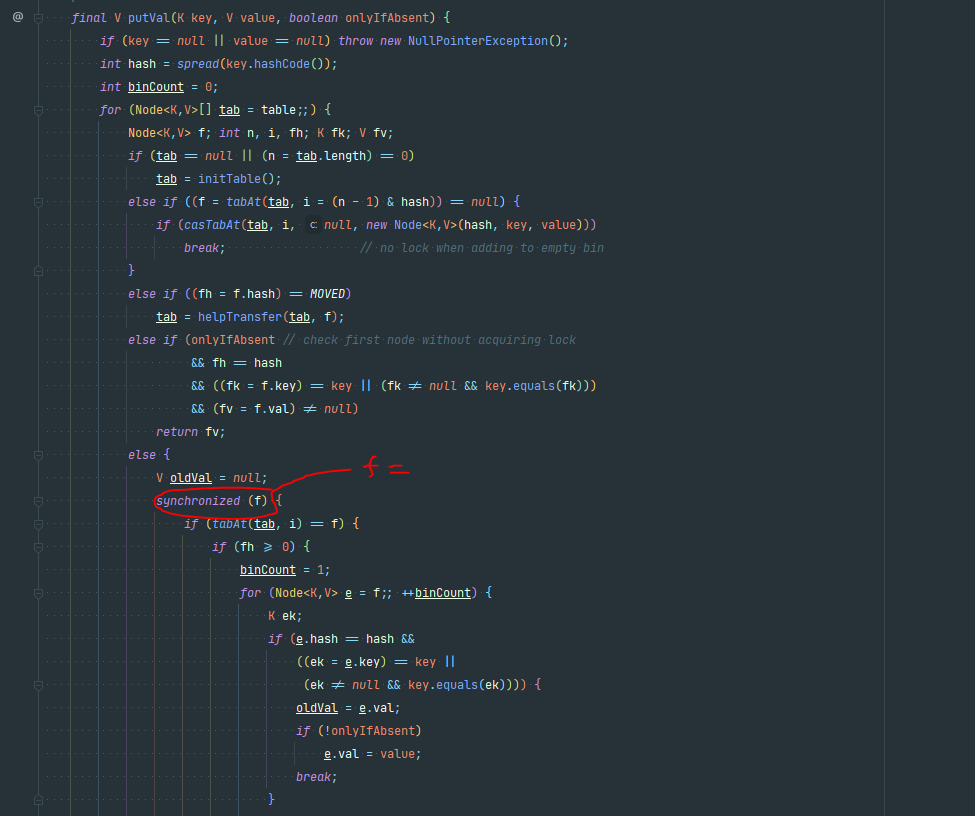 @ final V putVal(K key, V value, boolean onlyIfAbsent) {
if (key == null || value == null) throw new NullPointerException();
int hash = spread(key.hashCode());
int binCount = 0;
for (Node<K,V>[] tab = table;;) {
Node<K,V> f; int n, i, fh; K fk; V fv;
if (tab == null || (n = tab.length) == 0)
tab = initTable();
else if ((f = tabAt(tab, i = (n - 1) & hash)) == null) {
if (casTabAt(tab, i, c: null, new Node<K,V>(hash, key, value)))
break; // no lock when adding to empty bin
}
else if ((fh = f.hash) == MOVED)
tab = helpTransfer(tab, f);
else if (onlyIfAbsent // check first node without acquiring lock
&& fh == hash
&& ((fk = f.key) == key || (fk ≠ null && key.equals(fk)))
&& (fv = f.val) ≠ null)
return fv;
else {
f =
V oldVal = null;
synchronized (f) {
if (tabAt(tab, i) == f) {
if (fh ⩾ 0) {
binCount = 1;
for (Node<K,V> e = f;; ++binCount) {
K ek;
if (e.hash == hash &&
((ek = e.key) == key ||
(ek ≠ null && key.equals(ek)))) {
oldVal = e.val;
if (!onlyIfAbsent)
e.val = value;
break;
}